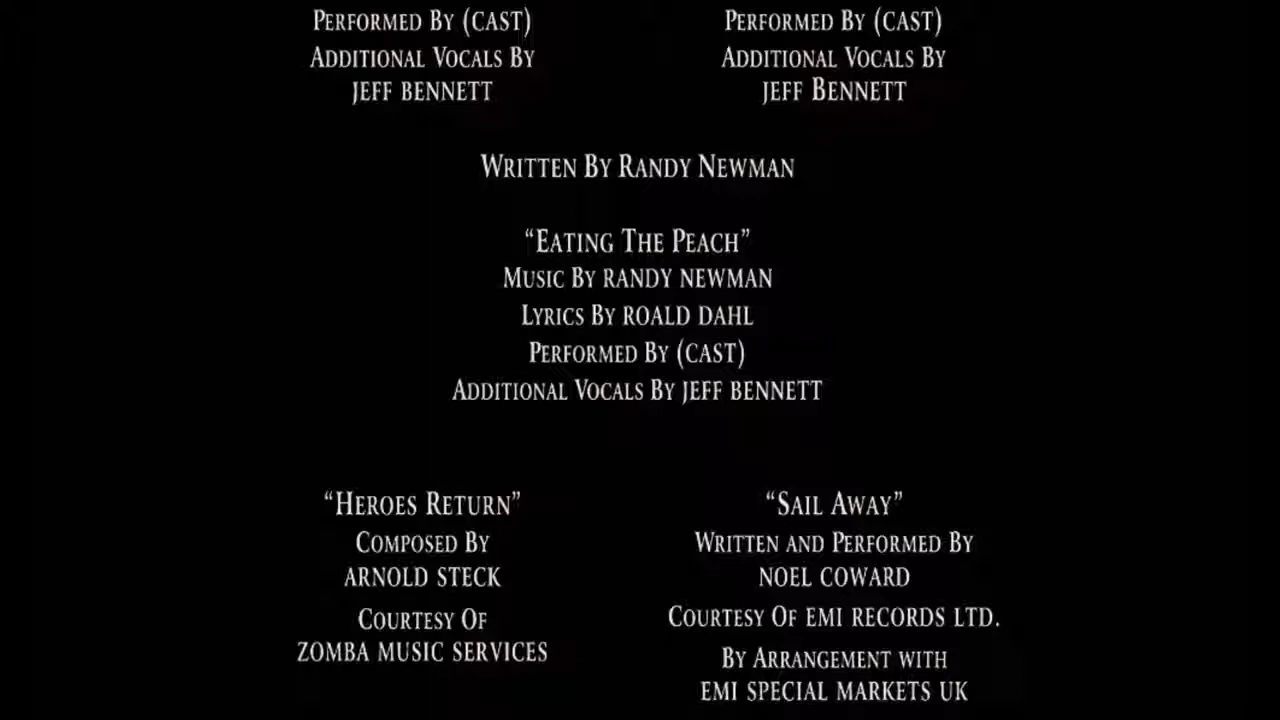 Performed By (CAST)
Additional Vocals By
JEFF BENNETT
Performed By (CAST)
Additional Vocals By
JEFF BENNETT
Written By Randy Newman
“Eating The Peach”
Music By RANDY NEWMAN
Lyrics By ROALD DAHL
Performed By (CAST)
Additional Vocals By JEFF BENNETT
“Heroes Return”
Composed By
ARNOLD STECK
Courtesy Of
ZOMBA MUSIC SERVICES
“Sail Away”
Written and Performed By
NOEL COWARD
Courtesy Of EMI RECORDS LTD.
By Arrangement with
EMI SPECIAL MARKETS UK